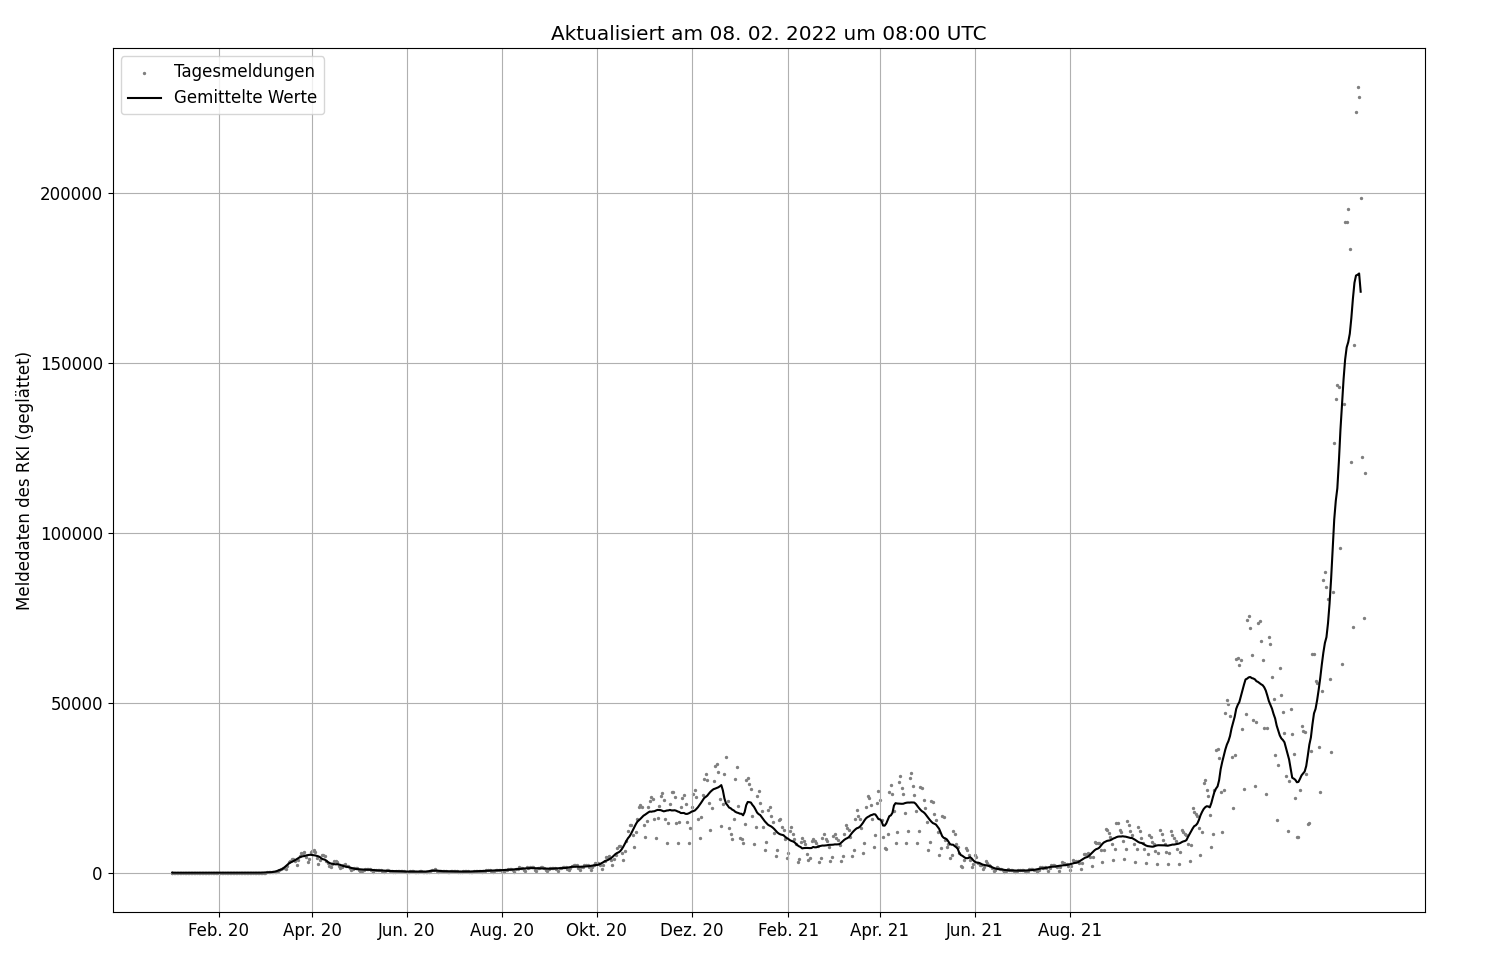 Aktualisiert am 08. 02. 2022 um 08:00 UTC
Tagesmeldungen
Gemittelte Werte
Meldedaten des RKI (geglättet)
200000
150000
100000
50000
0
Feb. 20 Apr. 20 Jun. 20 Aug. 20 Okt. 20 Dez. 20 Feb. 21 Apr. 21 Jun. 21 Aug. 21